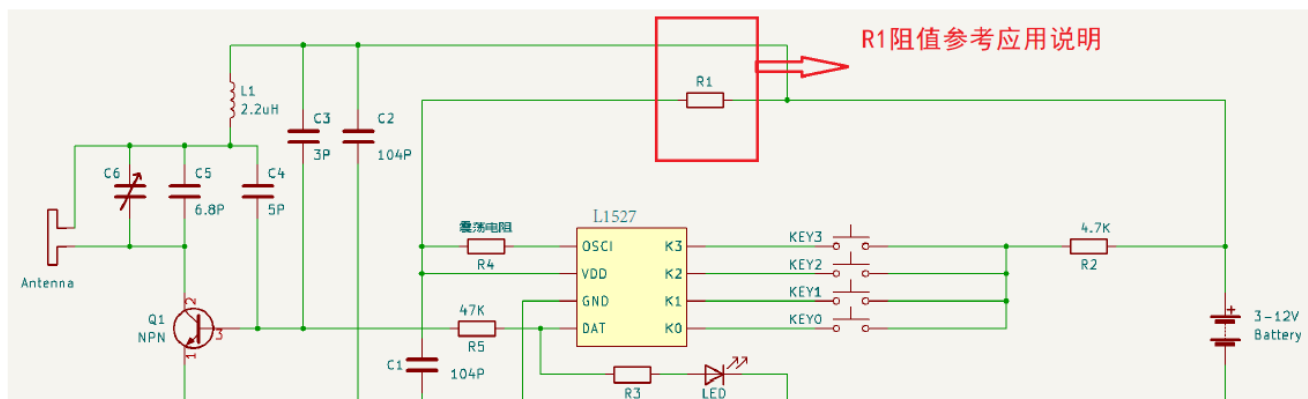 R1阻值参考应用说明
R1
L1
2.2uH
C3
3P
C2
104P
C6
C5
6.8P
C4
5P
Antenna
Q1
NPN
2
3
1
震荡电阻
R4
47K
R5
C1
104P
L1527
OSCI
VDD
GND
DAT
K3
K2
K1
K0
KEY3
KEY2
KEY1
KEY0
4.7K
R2
+
3-12V
Battery
R3
LED